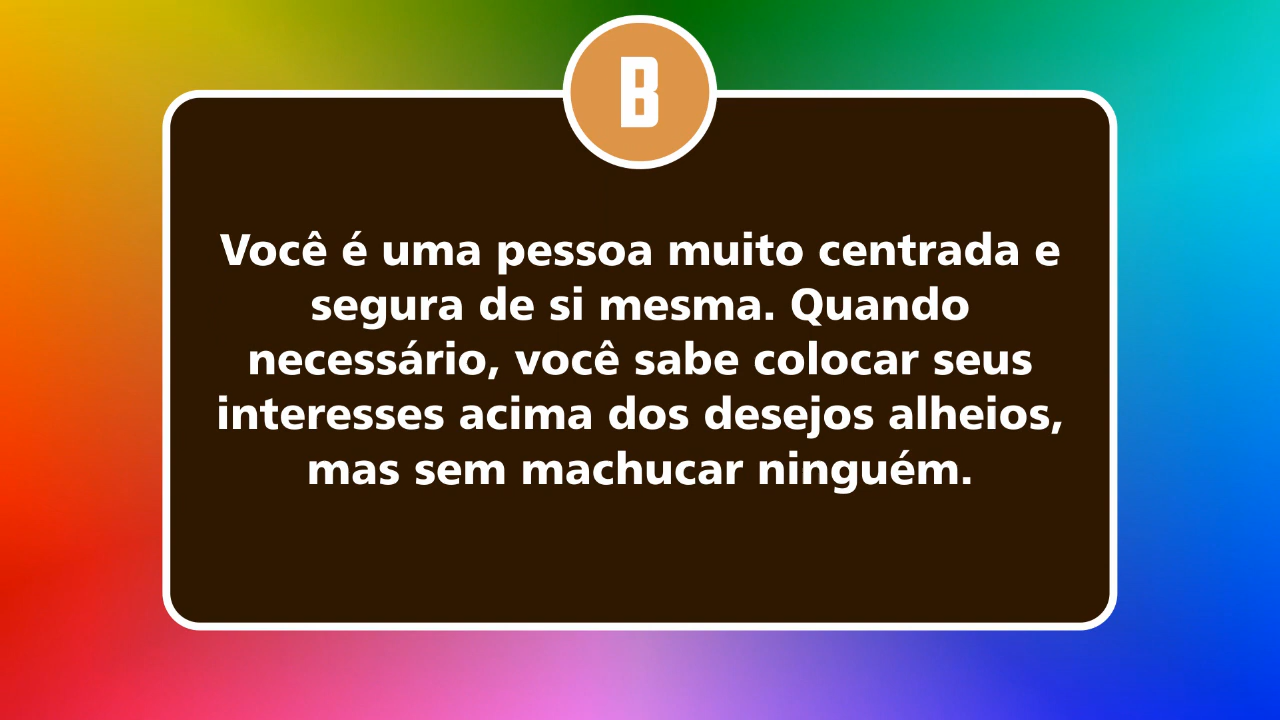 B
Você é uma pessoa muito centrada e
segura de si mesma. Quando
necessário, você sabe colocar seus
interesses acima dos desejos alheios,
mas sem machucar ninguém.